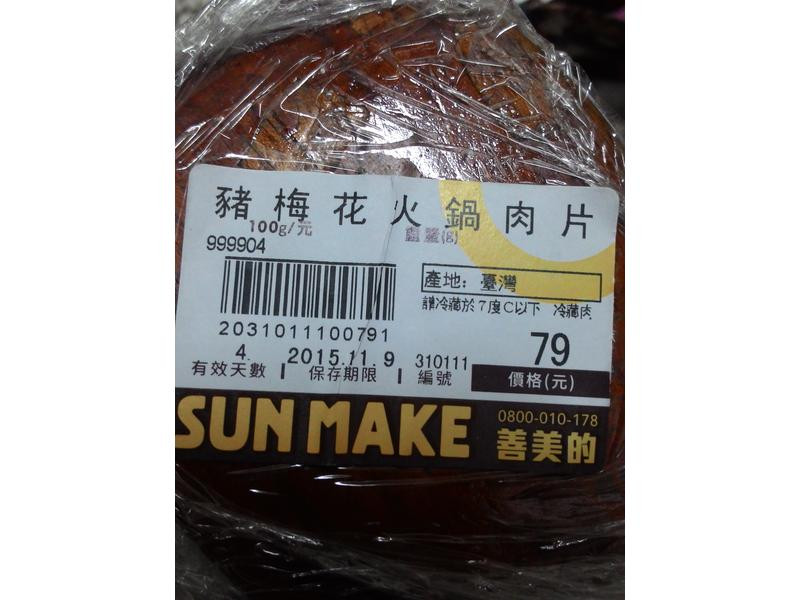 豬梅花火鍋肉片
100g/元 重量(g)
999904
產地：臺灣
請冷藏於7度C以下 冷藏肉
2031011100791
4. 2015.11.9 310111 79
有效天數 保存期限 編號 價格(元)
SUN MAKE 0800-010-178
善美的